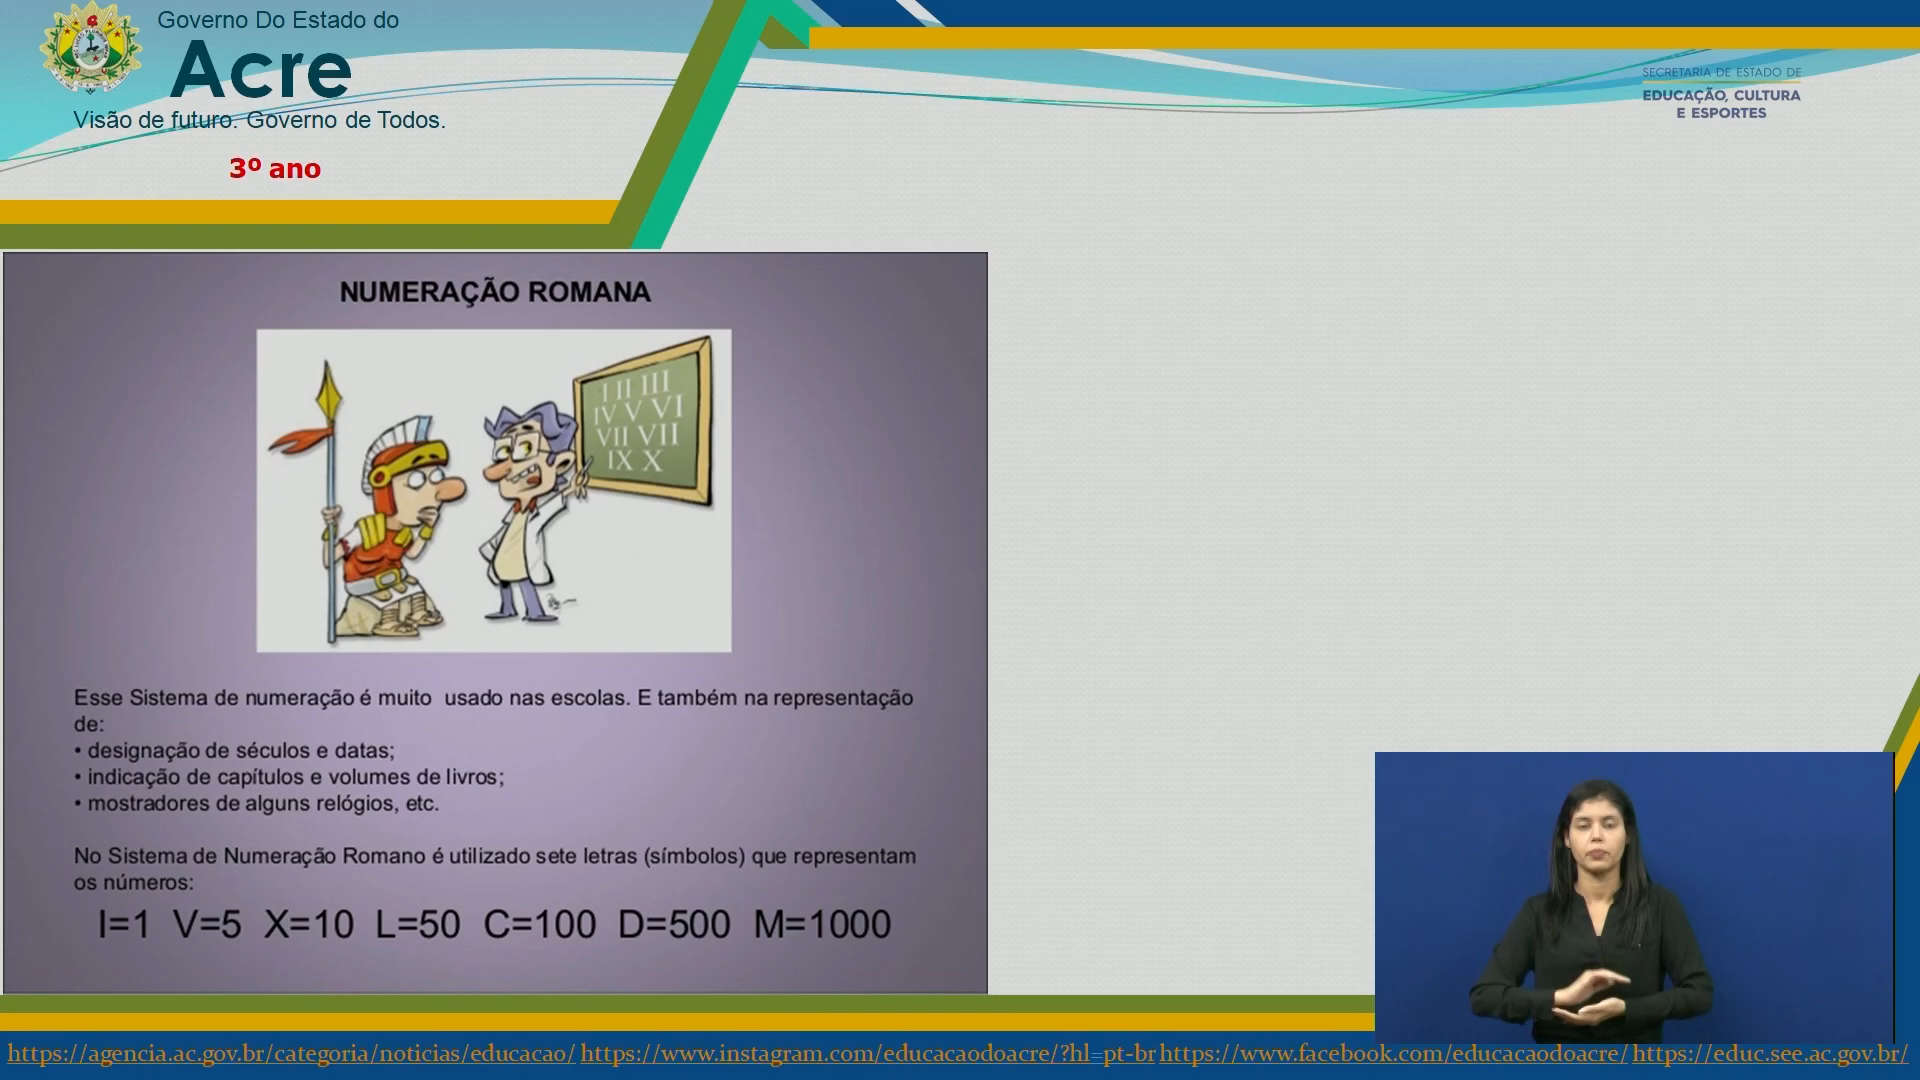 Governo Do Estado do
Acre
Visão de futuro. Governo de Todos.
3º ano
SECRETARIA DE ESTADO DE
EDUCAÇÃO, CULTURA
E ESPORTES
NUMERAÇÃO ROMANA
I II III
IV V VI
VII VII
IX X
Esse Sistema de numeração é muito usado nas escolas. E também na representação
de:
• designação de séculos e datas;
• indicação de capítulos e volumes de livros;
• mostradores de alguns relógios, etc.
No Sistema de Numeração Romano é utilizado sete letras (símbolos) que representam
os números:
I=1 V=5 X=10 L=50 C=100 D=500 M=1000
https://agencia.ac.gov.br/categoria/noticias/educacao/ https://www.instagram.com/educacaodoacre/?hl=pt-br https://www.facebook.com/educacaodoacre/ https://educ.see.ac.gov.br/